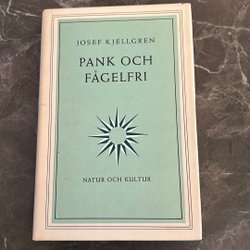 JOSEF KJELLGREN
PANK OCH
FÅGELFRI
NATUR OCH KULTUR